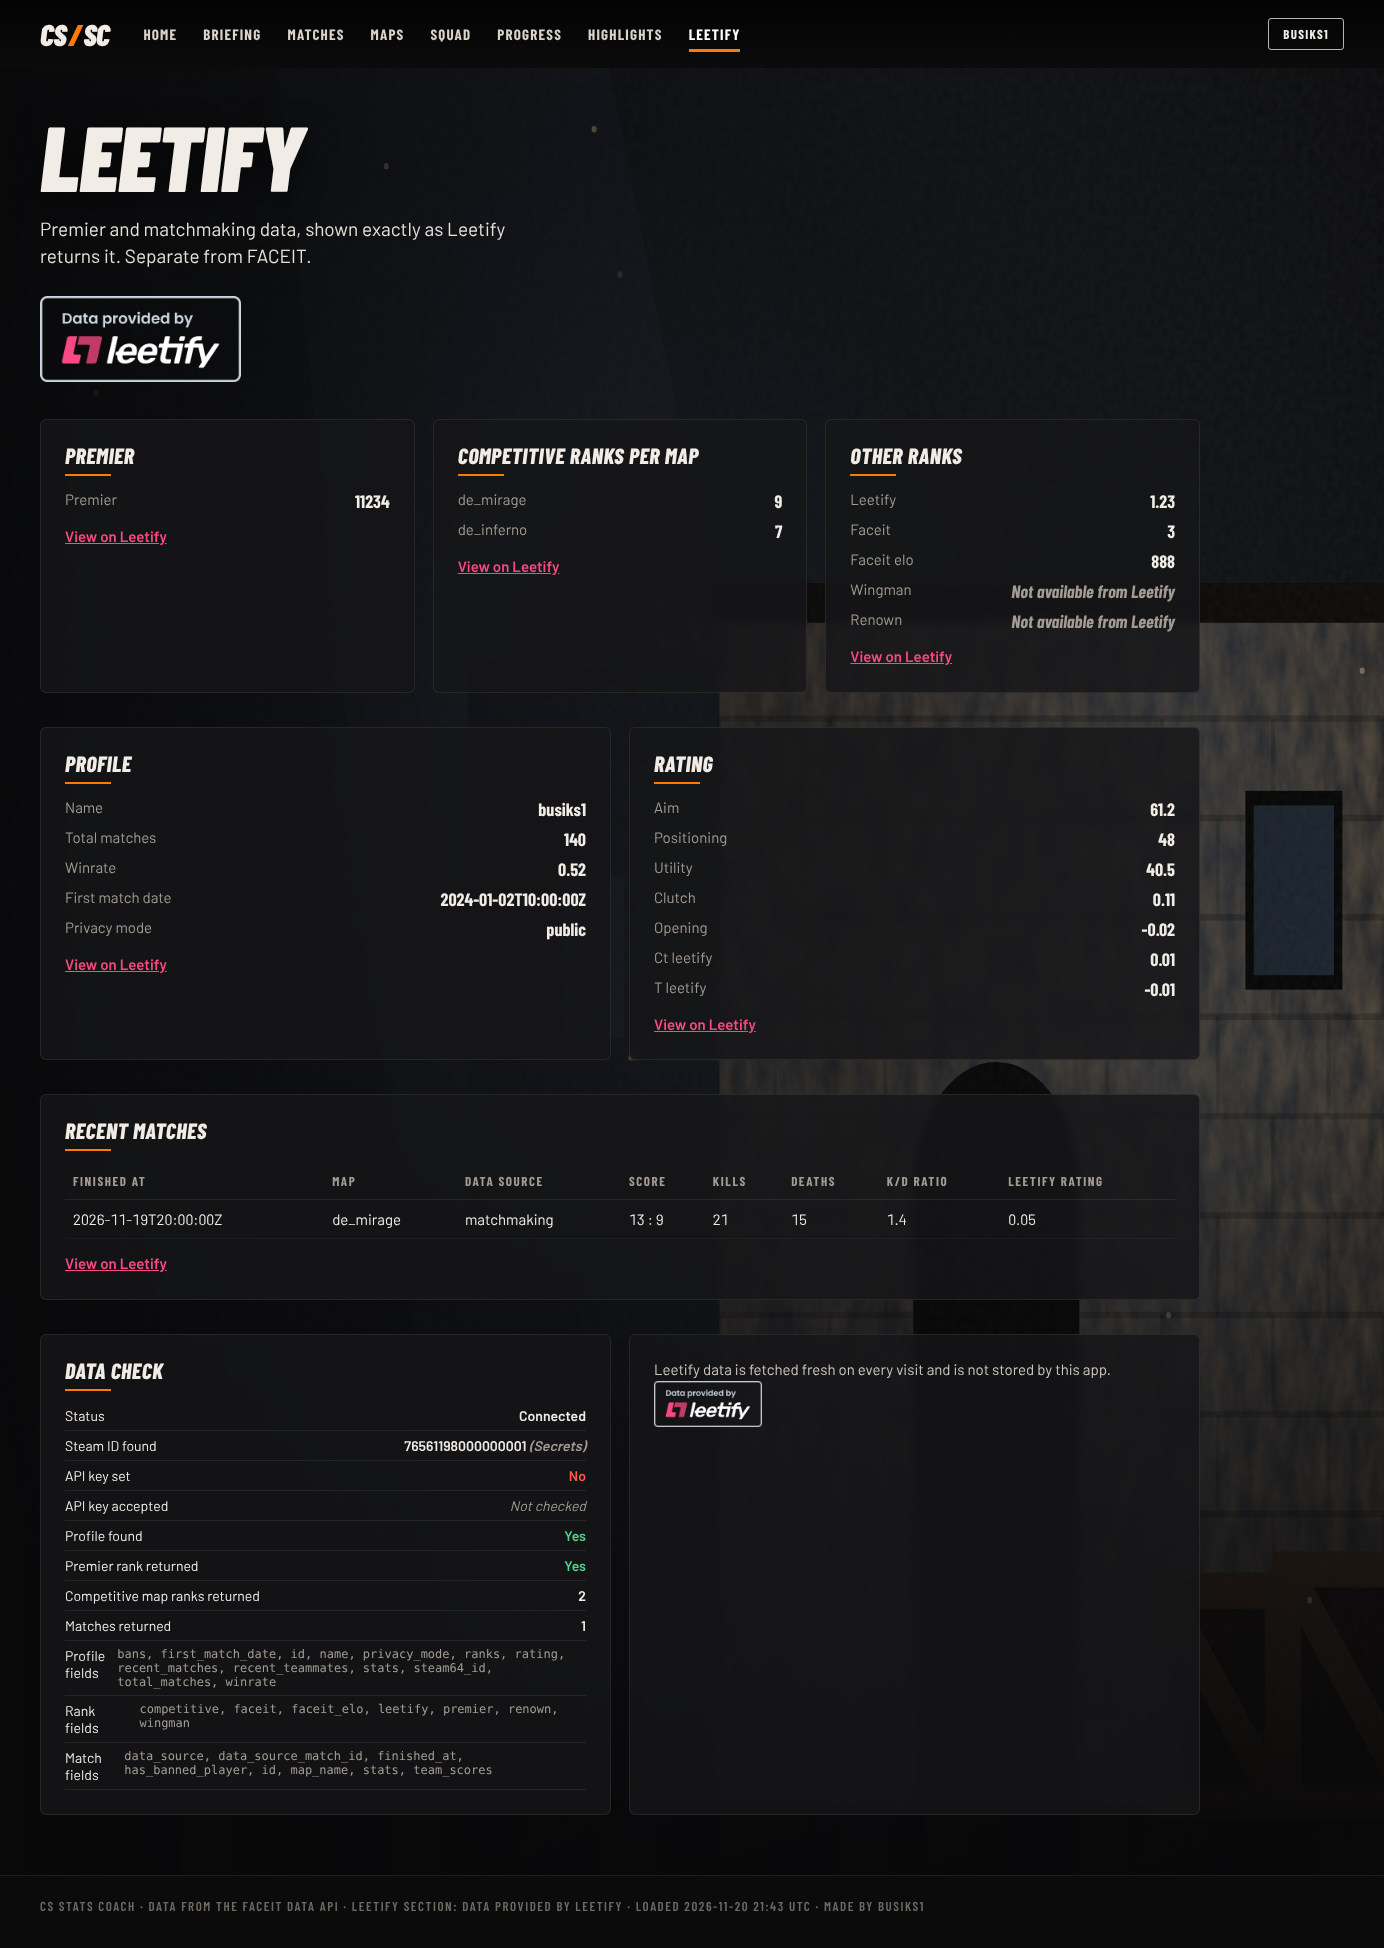 CS/SC HOME BRIEFING MATCHES MAPS SQUAD PROGRESS HIGHLIGHTS LEETIFY BUSIKS1
LEETIFY
Premier and matchmaking data, shown exactly as Leetify
returns it. Separate from FACEIT.
Data provided by
leetify
PREMIER
Premier 11234
View on Leetify
COMPETITIVE RANKS PER MAP
de_mirage 9
de_inferno 7
View on Leetify
OTHER RANKS
Leetify 1.23
Faceit 3
Faceit elo 888
Wingman Not available from Leetify
Renown Not available from Leetify
View on Leetify
PROFILE
Name busiks1
Total matches 140
Winrate 0.52
First match date 2024-01-02T10:00:00Z
Privacy mode public
View on Leetify
RATING
Aim 61.2
Positioning 48
Utility 40.5
Clutch 0.11
Opening -0.02
Ct leetify 0.01
T leetify -0.01
View on Leetify
RECENT MATCHES
FINISHED AT MAP DATA SOURCE SCORE KILLS DEATHS K/D RATIO LEETIFY RATING
2026-11-19T20:00:00Z de_mirage matchmaking 13 : 9 21 15 1.4 0.05
View on Leetify
DATA CHECK
Status Connected
Steam ID found 76561198000000001 (Secrets)
API key set No
API key accepted Not checked
Profile found Yes
Premier rank returned Yes
Competitive map ranks returned 2
Matches returned 1
Profile fields bans, first_match_date, id, name, privacy_mode, ranks, rating,
recent_matches, recent_teammates, stats, steam64_id,
total_matches, winrate
Rank fields competitive, faceit, faceit_elo, leetify, premier, renown,
wingman
Match fields data_source, data_source_match_id, finished_at,
has_banned_player, id, map_name, stats, team_scores
Leetify data is fetched fresh on every visit and is not stored by this app.
Data provided by
leetify
CS STATS COACH · DATA FROM THE FACEIT DATA API · LEETIFY SECTION: DATA PROVIDED BY LEETIFY · LOADED 2026-11-20 21:43 UTC · MADE BY BUSIKS1